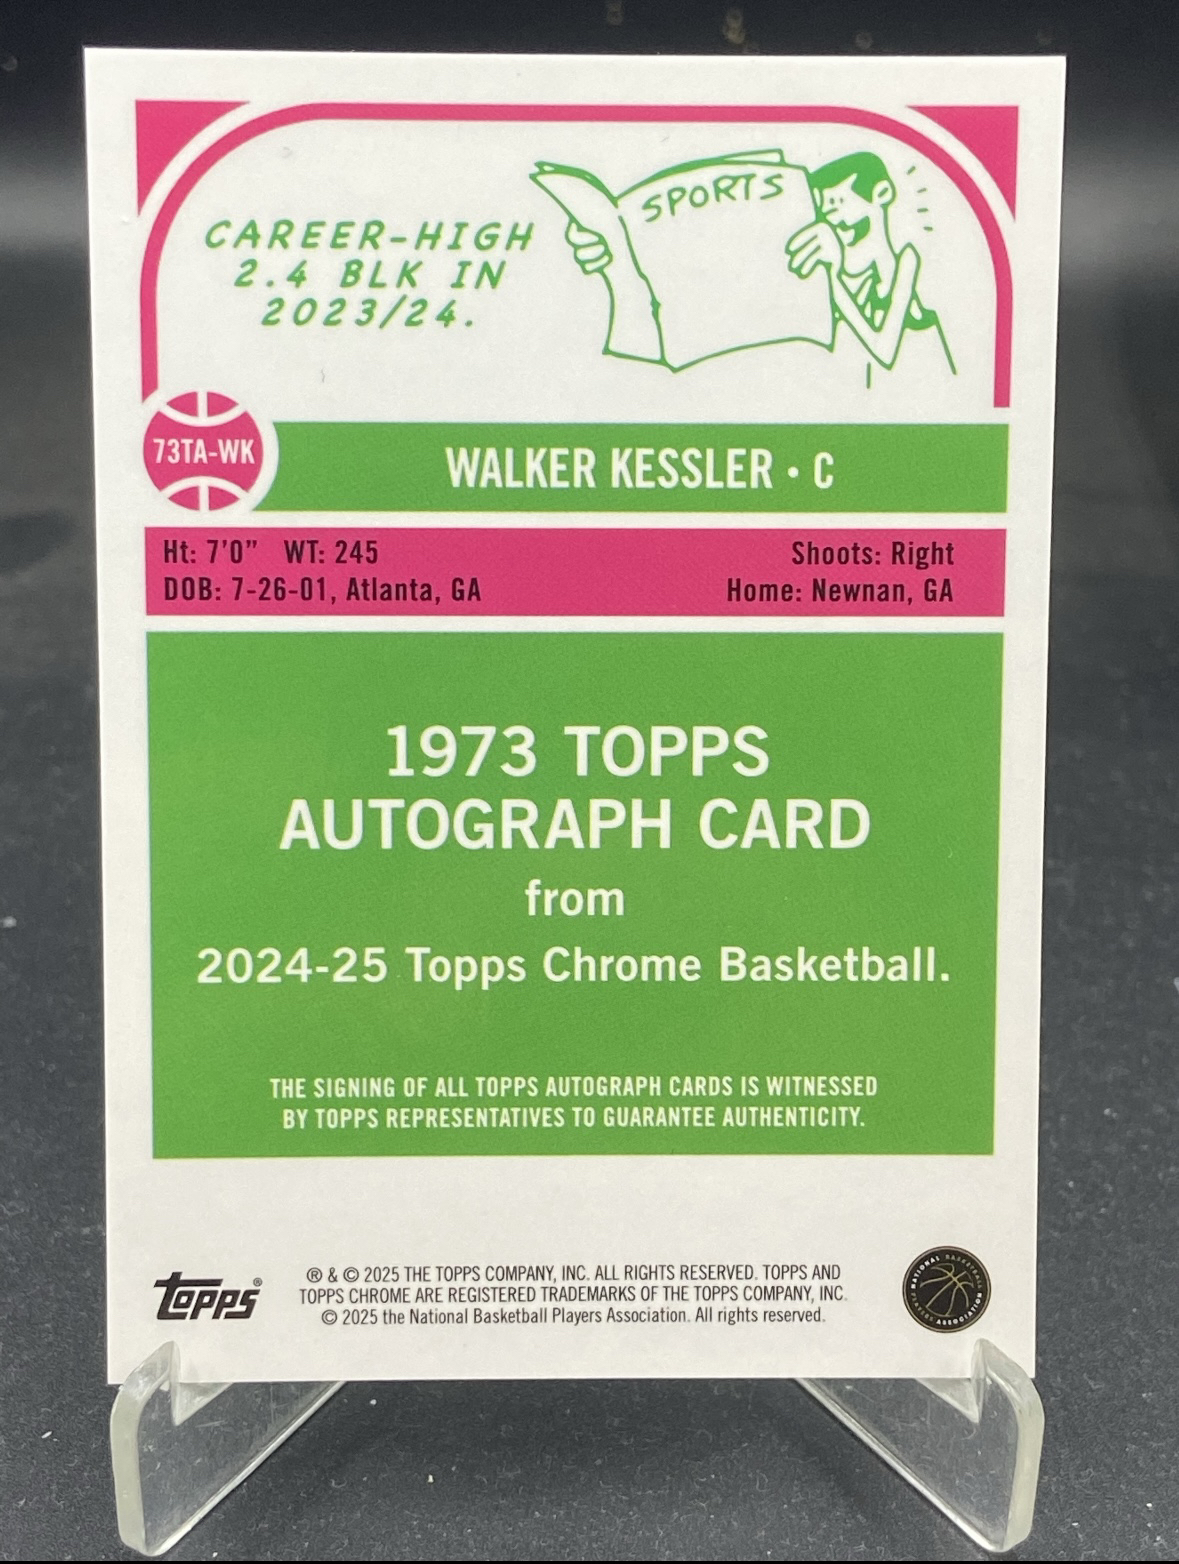 CAREER-HIGH
2.4 BLK IN
2023/24.
SPORTS
73TA-WK
WALKER KESSLER • C
Ht: 7'0” WT: 245
Shoots: Right
DOB: 7-26-01, Atlanta, GA
Home: Newnan, GA
1973 TOPPS
AUTOGRAPH CARD
from
2024-25 Topps Chrome Basketball.
THE SIGNING OF ALL TOPPS AUTOGRAPH CARDS IS WITNESSED
BY TOPPS REPRESENTATIVES TO GUARANTEE AUTHENTICITY.
topps®
® & © 2025 THE TOPPS COMPANY, INC. ALL RIGHTS RESERVED. TOPPS AND
TOPPS CHROME ARE REGISTERED TRADEMARKS OF THE TOPPS COMPANY, INC.
© 2025 the National Basketball Players Association. All rights reserved.
NATIONAL BASKETBALL
PLAYERS ASSOCIATION